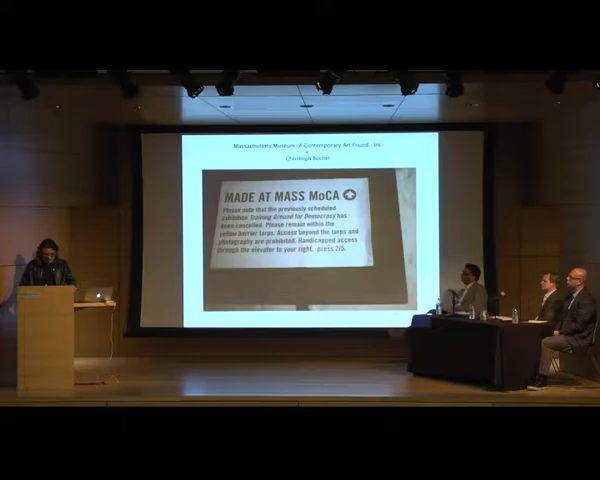 Massachusetts Museum of Contemporary Art Found., Inc.
v.
Christoph Büchel
MADE AT MASS MoCA
Please note that the previously scheduled
exhibition Training Ground for Democracy has
been cancelled. Please remain within the
yellow barrier tarps. Access beyond the tarps and
photography are prohibited. Handicapped access
through the elevator to your right, press 2/5.